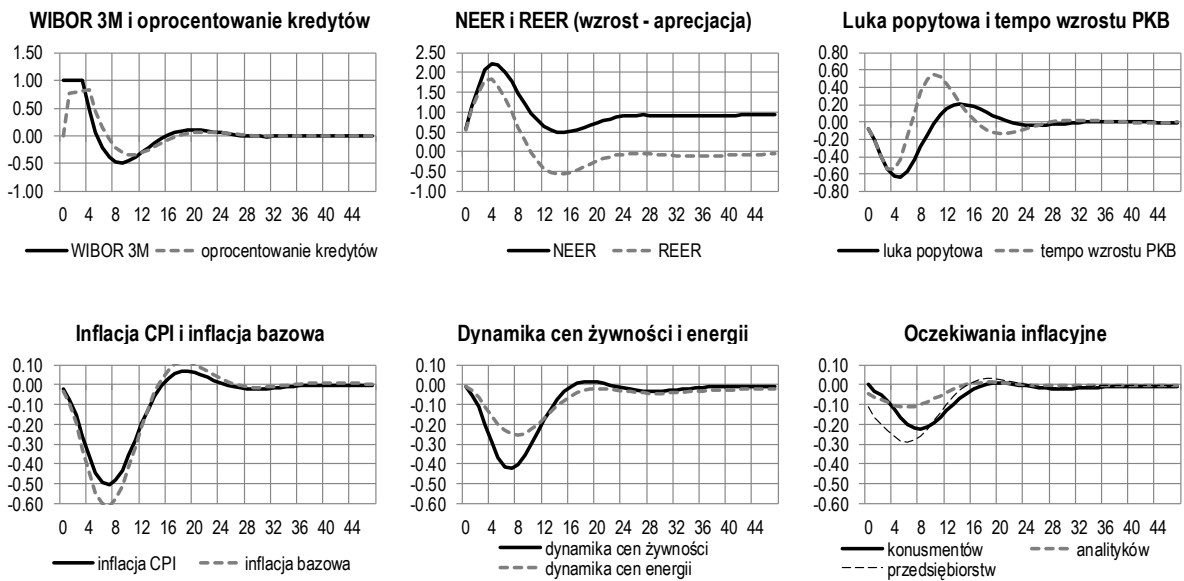 WIBOR 3M i oprocentowanie kredytów
1.50
1.00
0.50
0.00
-0.50
-1.00
0 4 8 12 16 20 24 28 32 36 40 44
WIBOR 3M oprocentowanie kredytów
NEER i REER (wzrost - aprecjacja)
2.50
2.00
1.50
1.00
0.50
0.00
-0.50
-1.00
0 4 8 12 16 20 24 28 32 36 40 44
NEER REER
Luka popytowa i tempo wzrostu PKB
0.80
0.60
0.40
0.20
0.00
-0.20
-0.40
-0.60
-0.80
0 4 8 12 16 20 24 28 32 36 40 44
luka popytowa tempo wzrostu PKB
Inflacja CPI i inflacja bazowa
0.10
0.00
-0.10
-0.20
-0.30
-0.40
-0.50
-0.60
0 4 8 12 16 20 24 28 32 36 40 44
inflacja CPI inflacja bazowa
Dynamika cen żywności i energii
0.10
0.00
-0.10
-0.20
-0.30
-0.40
-0.50
-0.60
0 4 8 12 16 20 24 28 32 36 40 44
dynamika cen żywności
dynamika cen energii
Oczekiwania inflacyjne
0.10
0.00
-0.10
-0.20
-0.30
-0.40
-0.50
-0.60
0 4 8 12 16 20 24 28 32 36 40 44
konusmentów analityków
przedsiębiorstw